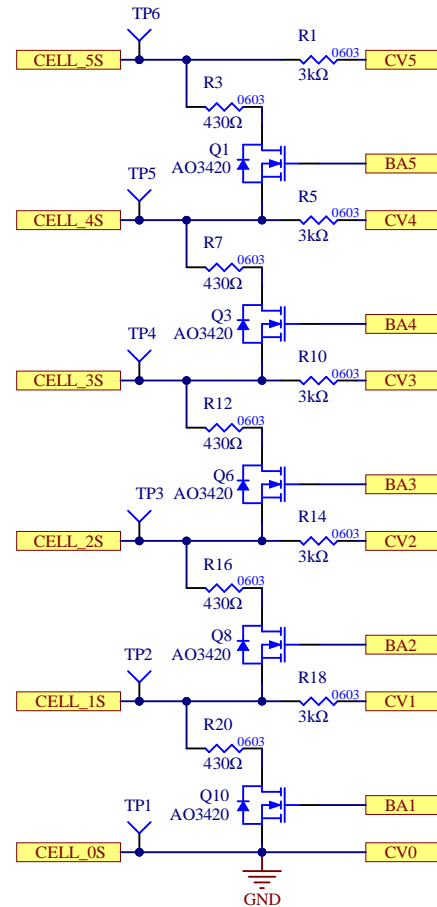 TP6
R1
CELL_5S
0603
CV5
3kΩ
R3
0603
430Ω
Q1
AO3420
BA5
TP5
R5
CELL_4S
0603
CV4
3kΩ
R7
0603
430Ω
Q3
AO3420
BA4
TP4
R10
CELL_3S
0603
CV3
3kΩ
R12
0603
430Ω
Q6
AO3420
BA3
TP3
R14
CELL_2S
0603
CV2
3kΩ
R16
0603
430Ω
Q8
AO3420
BA2
TP2
R18
CELL_1S
0603
CV1
3kΩ
R20
0603
430Ω
Q10
AO3420
BA1
TP1
CELL_0S
CV0
GND